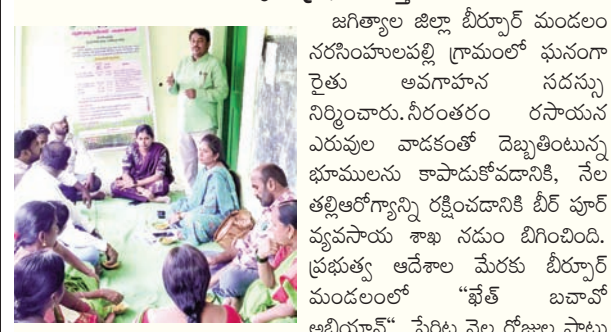 జగిత్యాల జిల్లా బీర్పూర్ మండలం
నరసింహులపల్లి గ్రామంలో ఘనంగా
రైతు అవగాహన సదస్సు
నిర్మించారు.నీరంతరం రసాయన
ఎరువుల వాడకంతో దెబ్బతింటున్న
భూములను కాపాడుకోవడానికి, నేల
తల్లిఆరోగ్యాన్ని రక్షించడానికి బీర్ పూర్
వ్యవసాయ శాఖ నడుం బిగించింది.
ప్రభుత్వ ఆదేశాల మేరకు బీర్పూర్
మండలంలో "ఖేత్ బచావో
అభియాన్" పేరిట నెల రోజుల పాటు